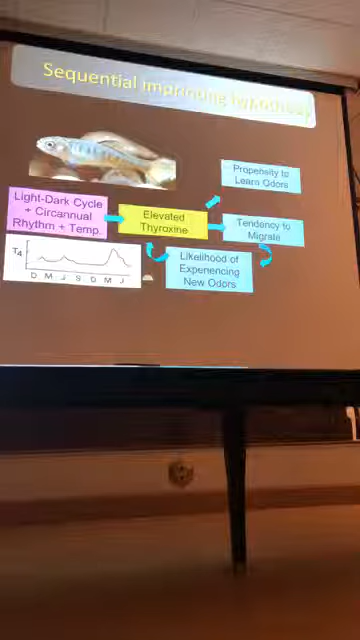 Sequential imprinting hypothesis
Propensity to
Learn Odors
Light-Dark Cycle
+ Circannual
Rhythm + Temp.
Elevated
Thyroxine
Tendency to
Migrate
Likelihood of
Experiencing
New Odors
T4
D M J S D M J